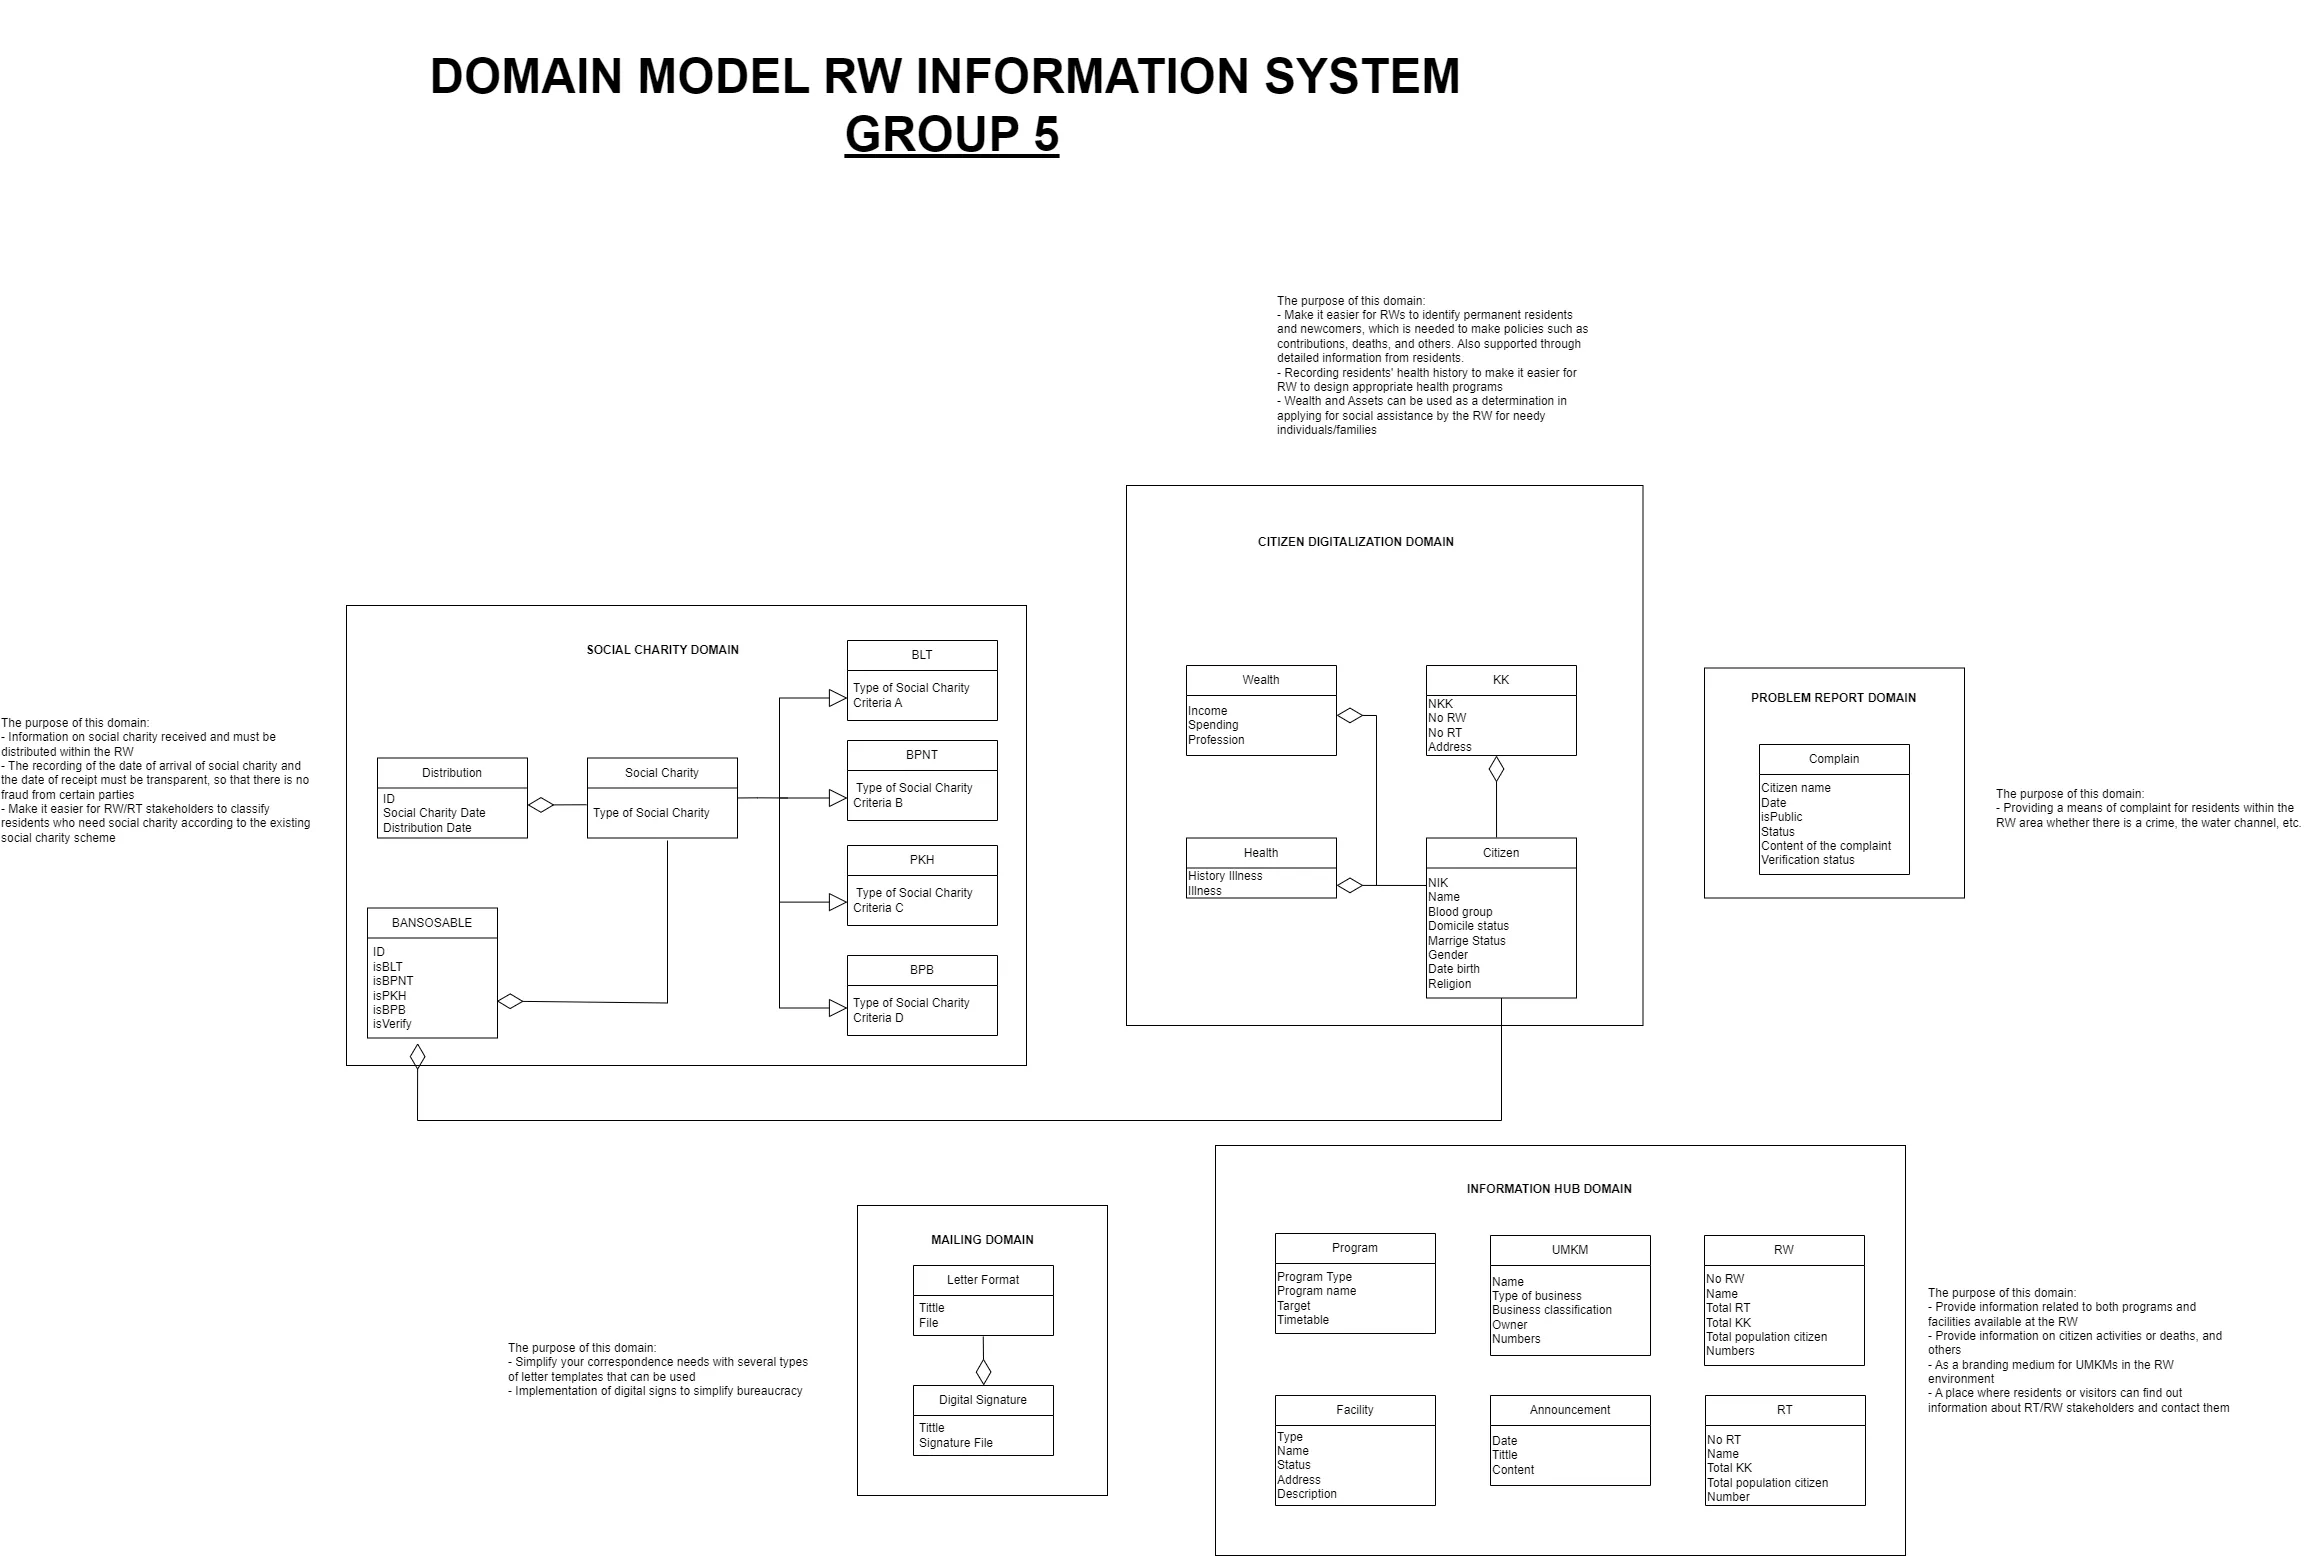 DOMAIN MODEL RW INFORMATION SYSTEM
GROUP 5
The purpose of this domain:
- Make it easier for RWs to identify permanent residents
and newcomers, which is needed to make policies such as
contributions, deaths, and others. Also supported through
detailed information from residents.
- Recording residents' health history to make it easier for
RW to design appropriate health programs
- Wealth and Assets can be used as a determination in
applying for social assistance by the RW for needy
individuals/families
CITIZEN DIGITALIZATION DOMAIN
Wealth
Income
Spending
Profession
KK
NKK
No RW
No RT
Address
Health
History Illness
Illness
Citizen
NIK
Name
Blood group
Domicile status
Marrige Status
Gender
Date birth
Religion
SOCIAL CHARITY DOMAIN
BLT
Type of Social Charity
Criteria A
BPNT
Type of Social Charity
Criteria B
PKH
Type of Social Charity
Criteria C
BPB
Type of Social Charity
Criteria D
Distribution
ID
Social Charity Date
Distribution Date
Social Charity
Type of Social Charity
BANSOSABLE
ID
isBLT
isBPNT
isPKH
isBPB
isVerify
The purpose of this domain:
- Information on social charity received and must be
distributed within the RW
- The recording of the date of arrival of social charity and
the date of receipt must be transparent, so that there is no
fraud from certain parties
- Make it easier for RW/RT stakeholders to classify
residents who need social charity according to the existing
social charity scheme
PROBLEM REPORT DOMAIN
Complain
Citizen name
Date
isPublic
Status
Content of the complaint
Verification status
The purpose of this domain:
- Providing a means of complaint for residents within the
RW area whether there is a crime, the water channel, etc.
MAILING DOMAIN
Letter Format
Tittle
File
Digital Signature
Tittle
Signature File
The purpose of this domain:
- Simplify your correspondence needs with several types
of letter templates that can be used
- Implementation of digital signs to simplify bureaucracy
INFORMATION HUB DOMAIN
Program
Program Type
Program name
Target
Timetable
UMKM
Name
Type of business
Business classification
Owner
Numbers
RW
No RW
Name
Total RT
Total KK
Total population citizen
Numbers
Facility
Type
Name
Status
Address
Description
Announcement
Date
Tittle
Content
RT
No RT
Name
Total KK
Total population citizen
Number
The purpose of this domain:
- Provide information related to both programs and
facilities available at the RW
- Provide information on citizen activities or deaths, and
others
- As a branding medium for UMKMs in the RW
environment
- A place where residents or visitors can find out
information about RT/RW stakeholders and contact them